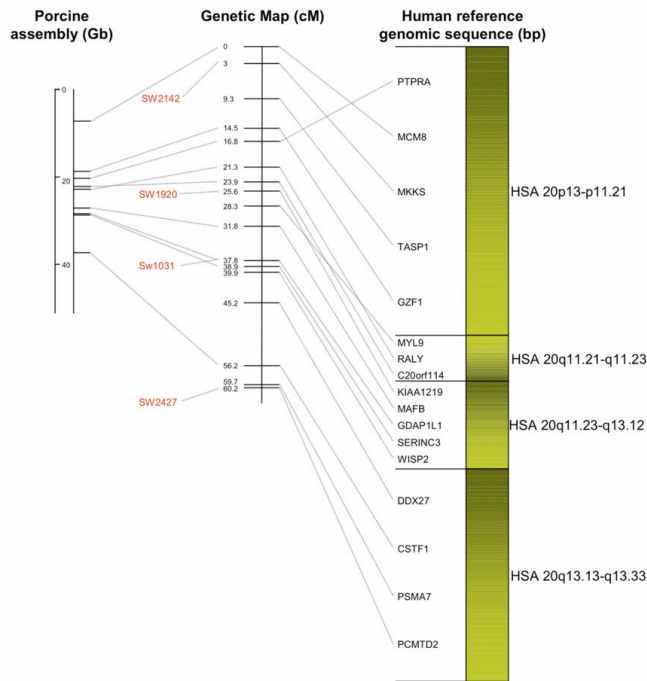 Porcine
assembly (Gb)
Genetic Map (cM)
Human reference
genomic sequence (bp)
0
20
40
SW2142
SW1920
Sw1031
SW2427
0
3
9.3
14.5
16.8
21.3
23.9
25.6
28.3
31.8
37.8
38.9
39.9
45.2
56.2
59.7
60.2
PTPRA
MCM8
MKKS
TASP1
GZF1
MYL9
RALY
C20orf114
KIAA1219
MAFB
GDAP1L1
SERINC3
WISP2
DDX27
CSTF1
PSMA7
PCMTD2
HSA 20p13-p11.21
HSA 20q11.21-q11.23
HSA 20q11.23-q13.12
HSA 20q13.13-q13.33